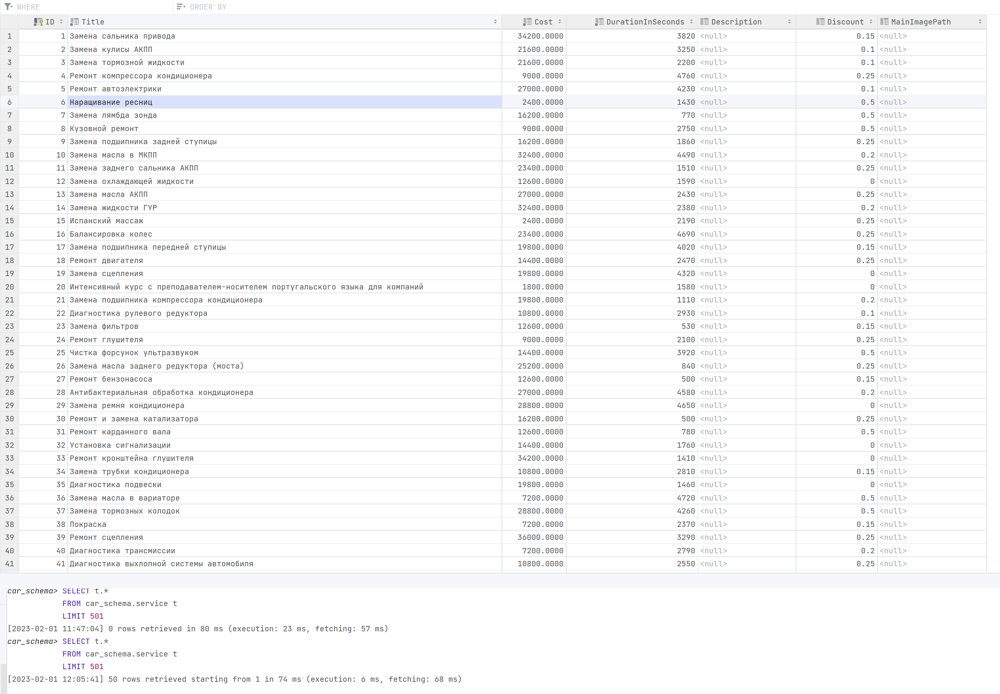 WHERE ORDER BY
ID Title Cost DurationInSeconds Description Discount MainImagePath
1 1 Замена сальника привода 34200.0000 3820 <null> 0.15 <null>
2 2 Замена кулисы АКПП 21600.0000 3250 <null> 0.1 <null>
3 3 Замена тормозной жидкости 21600.0000 2200 <null> 0.1 <null>
4 4 Ремонт компрессора кондиционера 9000.0000 4760 <null> 0.25 <null>
5 5 Ремонт автоэлектрики 27000.0000 4230 <null> 0.1 <null>
6 6 Наращивание ресниц 2400.0000 1430 <null> 0.5 <null>
7 7 Замена лямбда зонда 16200.0000 770 <null> 0.5 <null>
8 8 Кузовной ремонт 9000.0000 2750 <null> 0.5 <null>
9 9 Замена подшипника задней ступицы 16200.0000 1860 <null> 0.25 <null>
10 10 Замена масла в МКПП 32400.0000 4490 <null> 0.2 <null>
11 11 Замена заднего сальника АКПП 23400.0000 1510 <null> 0.25 <null>
12 12 Замена охлаждающей жидкости 12600.0000 1590 <null> 0 <null>
13 13 Замена масла АКПП 27000.0000 2430 <null> 0.25 <null>
14 14 Замена жидкости ГУР 32400.0000 2380 <null> 0.2 <null>
15 15 Испанский массаж 2400.0000 2190 <null> 0.25 <null>
16 16 Балансировка колес 23400.0000 4690 <null> 0.25 <null>
17 17 Замена подшипника передней ступицы 19800.0000 4020 <null> 0.15 <null>
18 18 Ремонт двигателя 14400.0000 2470 <null> 0.25 <null>
19 19 Замена сцепления 19800.0000 4320 <null> 0 <null>
20 20 Интенсивный курс с преподавателем-носителем португальского языка для компаний 1800.0000 1580 <null> 0 <null>
21 21 Замена подшипника компрессора кондиционера 19800.0000 1110 <null> 0.2 <null>
22 22 Диагностика рулевого редуктора 10800.0000 2930 <null> 0.1 <null>
23 23 Замена фильтров 12600.0000 530 <null> 0.15 <null>
24 24 Ремонт глушителя 9000.0000 2100 <null> 0.25 <null>
25 25 Чистка форсунок ультразвуком 14400.0000 3920 <null> 0.5 <null>
26 26 Замена масла заднего редуктора (моста) 25200.0000 840 <null> 0.25 <null>
27 27 Ремонт бензонасоса 12600.0000 500 <null> 0.15 <null>
28 28 Антибактериальная обработка кондиционера 27000.0000 4580 <null> 0.2 <null>
29 29 Замена ремня кондиционера 28800.0000 4650 <null> 0 <null>
30 30 Ремонт и замена катализатора 16200.0000 500 <null> 0.25 <null>
31 31 Ремонт карданного вала 12600.0000 780 <null> 0.5 <null>
32 32 Установка сигнализации 14400.0000 1760 <null> 0 <null>
33 33 Ремонт кронштейна глушителя 34200.0000 1410 <null> 0 <null>
34 34 Замена трубки кондиционера 10800.0000 2810 <null> 0.15 <null>
35 35 Диагностика подвески 19800.0000 1460 <null> 0 <null>
36 36 Замена масла в вариаторе 7200.0000 4720 <null> 0.5 <null>
37 37 Замена тормозных колодок 28800.0000 4260 <null> 0.5 <null>
38 38 Покраска 7200.0000 2370 <null> 0.15 <null>
39 39 Ремонт сцепления 36000.0000 3290 <null> 0.25 <null>
40 40 Диагностика трансмиссии 7200.0000 2790 <null> 0.2 <null>
41 41 Диагностика выхлопной системы автомобиля 10800.0000 2550 <null> 0.25 <null>
car_schema> SELECT t.*
FROM car_schema.service t
LIMIT 501
[2023-02-01 11:47:04] 0 rows retrieved in 80 ms (execution: 23 ms, fetching: 57 ms)
car_schema> SELECT t.*
FROM car_schema.service t
LIMIT 501
[2023-02-01 12:05:41] 50 rows retrieved starting from 1 in 74 ms (execution: 6 ms, fetching: 68 ms)